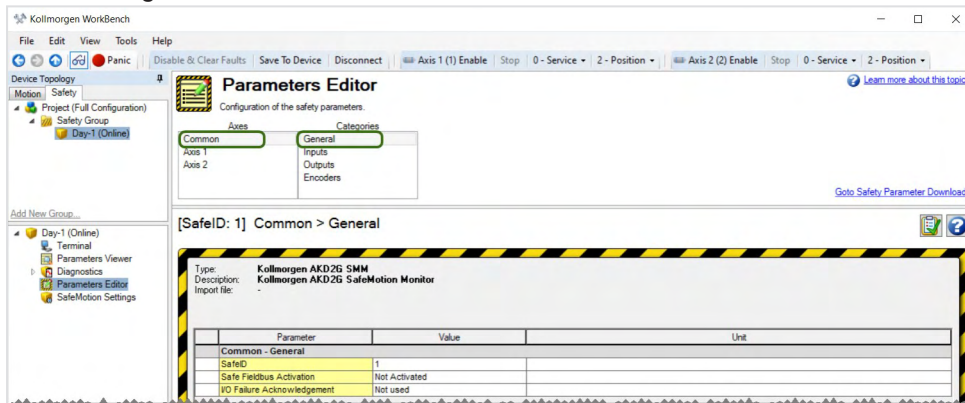 Kollmorgen WorkBench
File Edit View Tools Help
Panic Disable & Clear Faults Save To Device Disconnect Axis 1 (1) Enable Stop 0 - Service 2 - Position Axis 2 (2) Enable Stop 0 - Service 2 - Position
Device Topology
Motion Safety
Project (Full Configuration)
Safety Group
Day-1 (Online)
Add New Group...
Day-1 (Online)
Terminal
Parameters Viewer
Diagnostics
Parameters Editor
SafeMotion Settings
Parameters Editor
Learn more about this topic
Configuration of the safety parameters.
Axes Categories
Common General
Axis 1 Inputs
Axis 2 Outputs
Encoders
Goto Safety Parameter Download
[SafeID: 1] Common > General
Type: Kollmorgen AKD2G SMM
Description: Kollmorgen AKD2G SafeMotion Monitor
Import file: -
Parameter Value Unit
Common - General
SafeID 1
Safe Fieldbus Activation Not Activated
I/O Failure Acknowledgement Not used